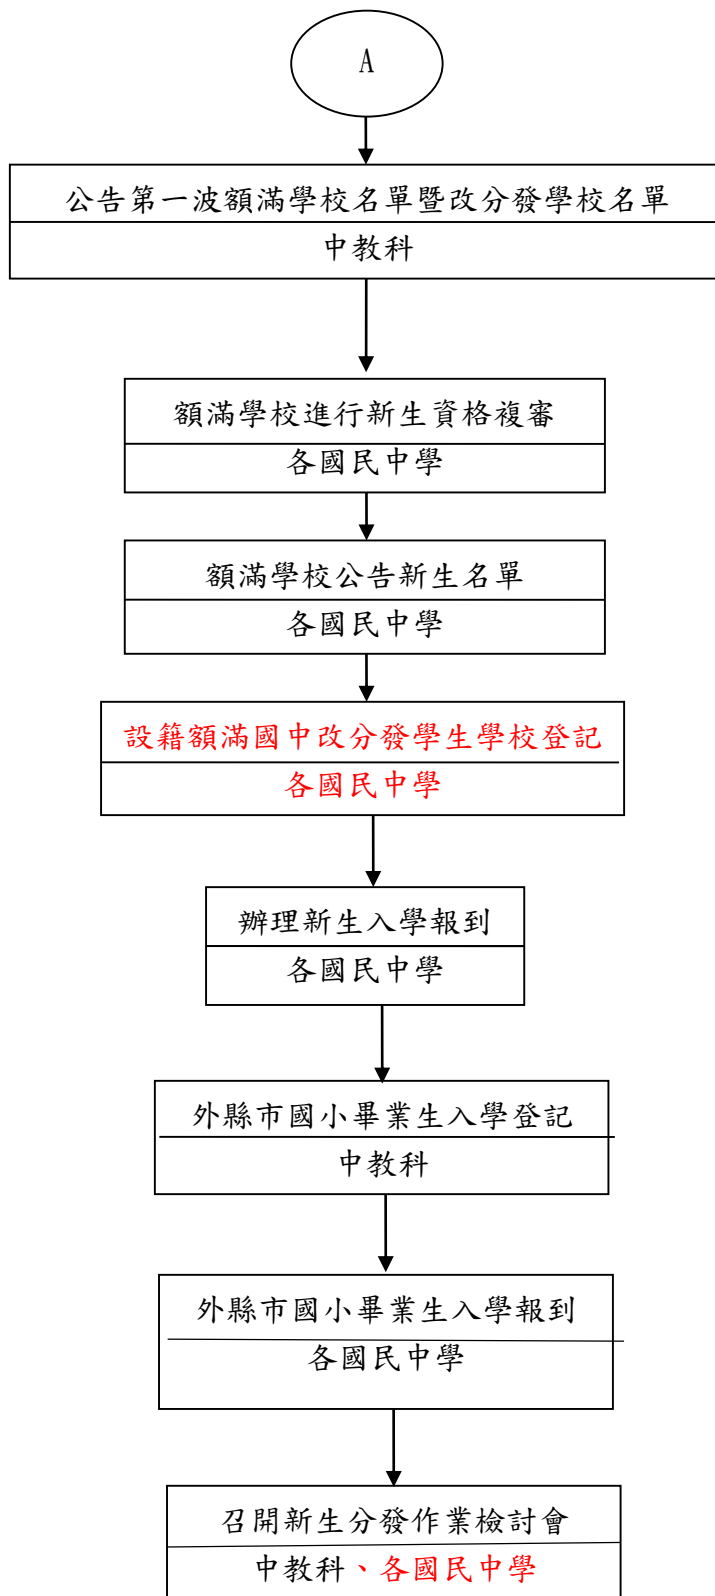 A
公告第一波額滿學校名單暨改分發學校名單
中教科
額滿學校進行新生資格複審
各國民中學
額滿學校公告新生名單
各國民中學
設籍額滿國中改分發學生學校登記
各國民中學
辦理新生入學報到
各國民中學
外縣市國小畢業生入學登記
中教科
外縣市國小畢業生入學報到
各國民中學
召開新生分發作業檢討會
中教科、各國民中學